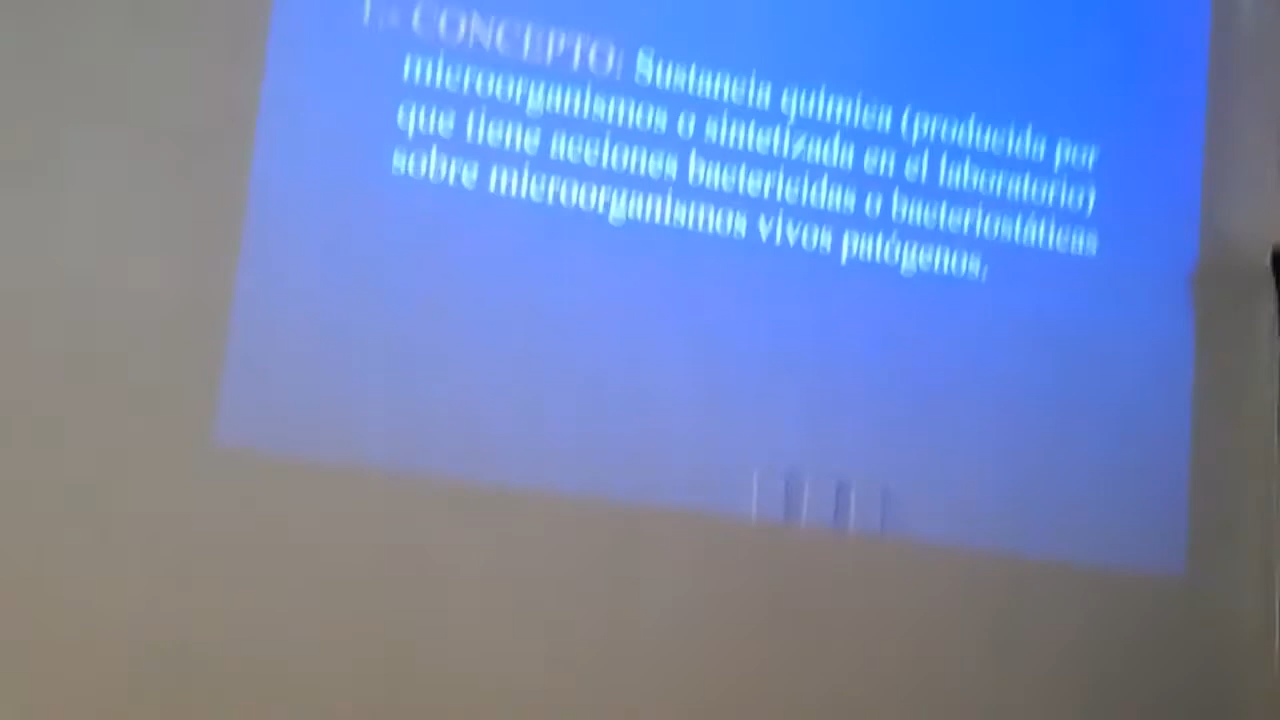 1.- CONCEPTO: Sustancia química (producida por
microorganismos o sintetizada en el laboratorio)
que tiene acciones bactericidas o bacteriostáticas
sobre microorganismos vivos patógenos.